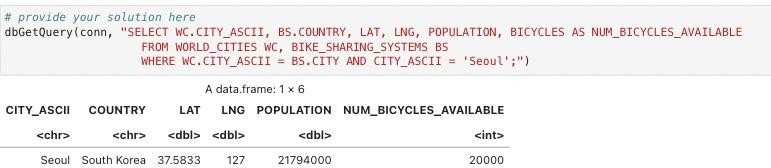 # provide your solution here
dbGetQuery(conn, "SELECT WC.CITY_ASCII, BS.COUNTRY, LAT, LNG, POPULATION, BICYCLES AS NUM_BICYCLES_AVAILABLE
FROM WORLD_CITIES WC, BIKE_SHARING_SYSTEMS BS
WHERE WC.CITY_ASCII = BS.CITY AND CITY_ASCII = 'Seoul';")
A data.frame: 1 × 6
CITY_ASCII COUNTRY LAT LNG POPULATION NUM_BICYCLES_AVAILABLE
<chr> <chr> <dbl> <dbl> <dbl> <int>
Seoul South Korea 37.5833 127 21794000 20000